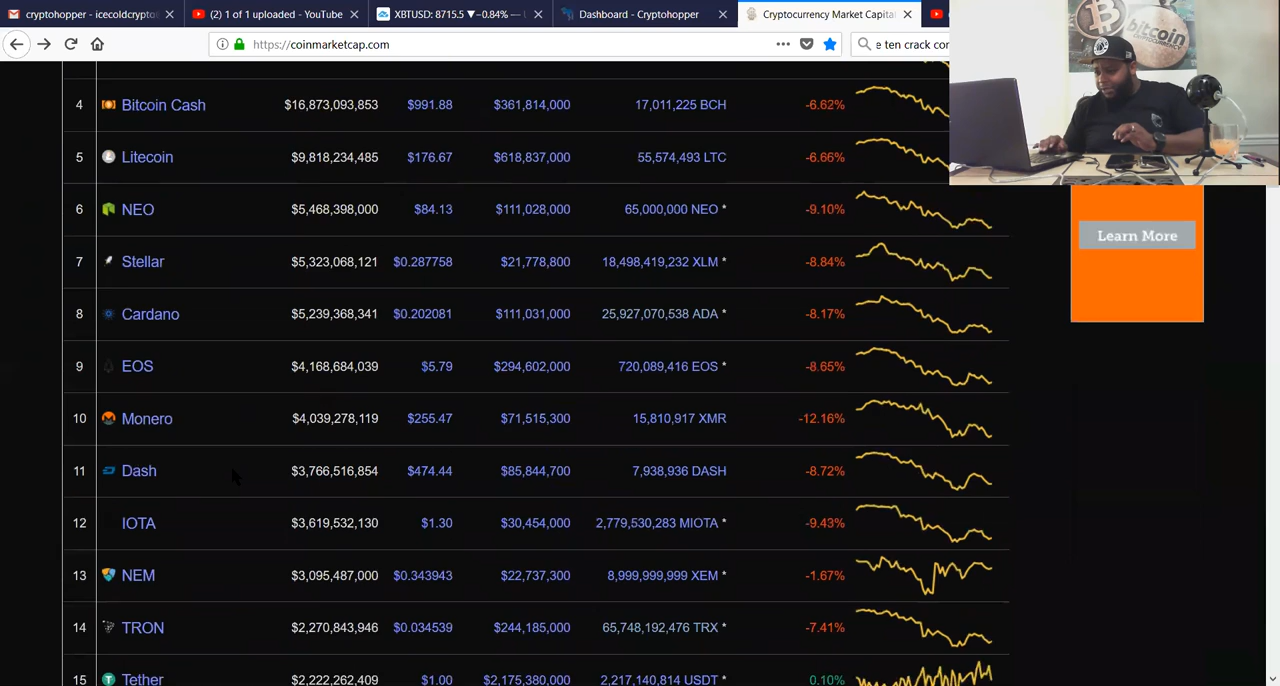 cryptohopper - icecoldcrypto
(2) 1 of 1 uploaded - YouTube
XBTUSD: 8715.5 ▼−0.84% —
Dashboard - Cryptohopper
Cryptocurrency Market Capita
https://coinmarketcap.com
e ten crack cor
bitcoin
4 Bitcoin Cash $16,873,093,853 $991.88 $361,814,000 17,011,225 BCH -6.62%
5 Litecoin $9,818,234,485 $176.67 $618,837,000 55,574,493 LTC -6.66%
6 NEO $5,468,398,000 $84.13 $111,028,000 65,000,000 NEO * -9.10%
Learn More
7 Stellar $5,323,068,121 $0.287758 $21,778,800 18,498,419,232 XLM * -8.84%
8 Cardano $5,239,368,341 $0.202081 $111,031,000 25,927,070,538 ADA * -8.17%
9 EOS $4,168,684,039 $5.79 $294,602,000 720,089,416 EOS * -8.65%
10 Monero $4,039,278,119 $255.47 $71,515,300 15,810,917 XMR -12.16%
11 Dash $3,766,516,854 $474.44 $85,844,700 7,938,936 DASH -8.72%
12 IOTA $3,619,532,130 $1.30 $30,454,000 2,779,530,283 MIOTA * -9.43%
13 NEM $3,095,487,000 $0.343943 $22,737,300 8,999,999,999 XEM * -1.67%
14 TRON $2,270,843,946 $0.034539 $244,185,000 65,748,192,476 TRX * -7.41%
15 Tether $2,222,262,409 $1.00 $2,175,380,000 2,217,140,814 USDT * 0.10%